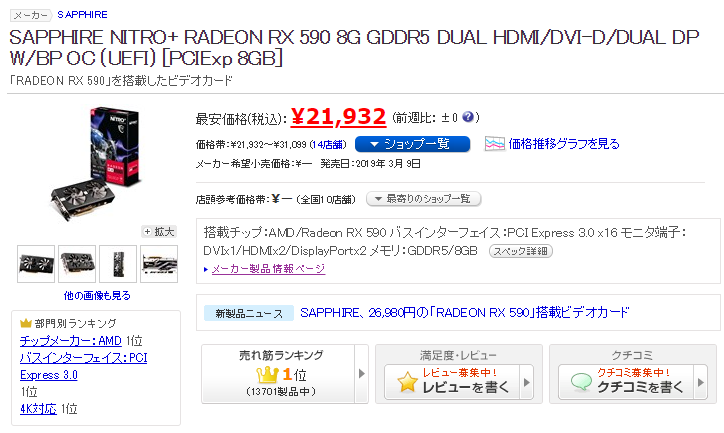 メーカー SAPPHIRE
SAPPHIRE NITRO+ RADEON RX 590 8G GDDR5 DUAL HDMI/DVI-D/DUAL DP
W/BP OC (UEFI) [PCIExp 8GB]
「RADEON RX 590」を搭載したビデオカード
最安価格(税込)：¥21,932 (前週比：±0 ?)
価格帯：¥21,932～¥31,099 (14店舗) ショップ一覧 価格推移グラフを見る
メーカー希望小売価格：¥― 発売日：2019年 3月 9日
店頭参考価格帯：¥― (全国10店舗) 最寄りのショップ一覧
+ 拡大
搭載チップ：AMD/Radeon RX 590 バスインターフェイス：PCI Express 3.0 x16 モニタ端子：
DVIx1/HDMIx2/DisplayPortx2 メモリ：GDDR5/8GB スペック詳細
メーカー製品情報ページ
他の画像も見る
新製品ニュース SAPPHIRE、26,980円の「RADEON RX 590」搭載ビデオカード
部門別ランキング
チップメーカー：AMD 1位
バスインターフェイス：PCI
Express 3.0
1位
4K対応 1位
売れ筋ランキング
1位
(13701製品中)
満足度・レビュー
レビュー募集中！
レビューを書く
クチコミ
クチコミ募集中！
クチコミを書く